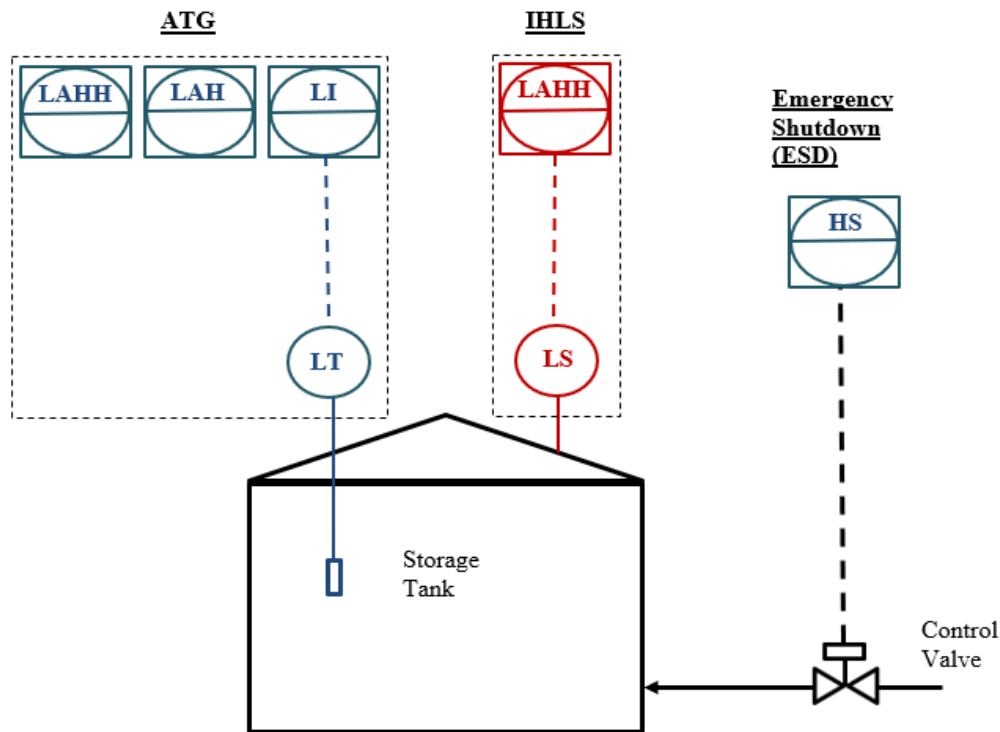 ATG
IHLS
LAHH
LAH
LI
LAHH
Emergency
Shutdown
(ESD)
HS
LT
LS
Storage
Tank
Control
Valve